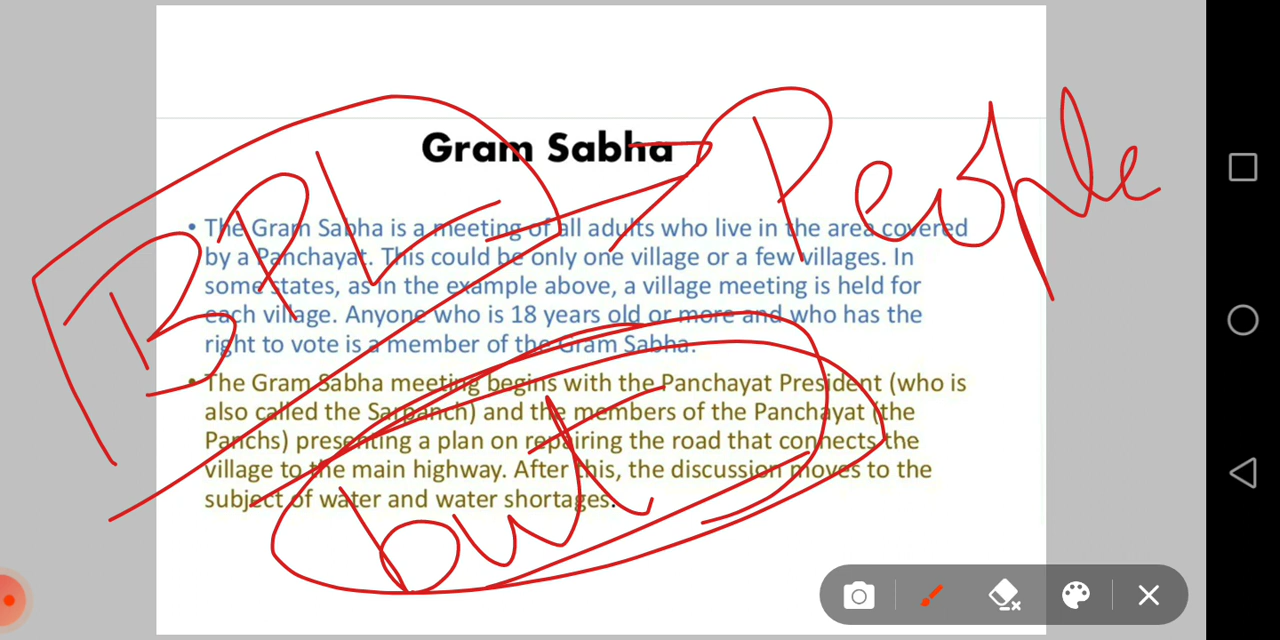 Gram Sabha
BPL
People
• The Gram Sabha is a meeting of all adults who live in the area covered
by a Panchayat. This could be only one village or a few villages. In
some states, as in the example above, a village meeting is held for
each village. Anyone who is 18 years old or more and who has the
right to vote is a member of the Gram Sabha.
• The Gram Sabha meeting begins with the Panchayat President (who is
also called the Sarpanch) and the members of the Panchayat (the
Panchs) presenting a plan on repairing the road that connects the
village to the main highway. After this, the discussion moves to the
subject of water and water shortages.
but